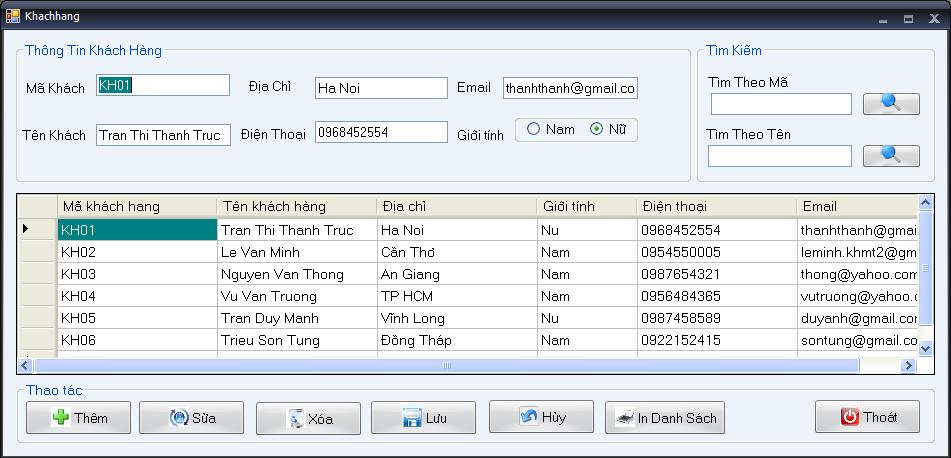 Khachhang
Thông Tin Khách Hàng
Mã Khách KH01 Địa Chỉ Ha Noi Email thanhthanh@gmail.co
Tên Khách Tran Thi Thanh Truc Điện Thoại 0968452554 Giới tính Nam Nữ
Tìm Kiếm
Tìm Theo Mã
Tìm Theo Tên
Mã khách hang Tên khách hàng Địa chỉ Giới tính Điện thoại Email
KH01 Tran Thi Thanh Truc Ha Noi Nu 0968452554 thanhthanh@gmai
KH02 Le Van Minh Cần Thơ Nam 0954550005 leminh.khmt2@gm
KH03 Nguyen Van Thong An Giang Nam 0987654321 thong@yahoo.com
KH04 Vu Van Truong TP HCM Nam 0956484365 vutruong@yahoo.c
KH05 Tran Duy Manh Vĩnh Long Nu 0987458589 duyanh@gmail.cor
KH06 Trieu Son Tung Đồng Tháp Nam 0922152415 sontung@gmail.co
Thao tác
Thêm Sửa Xóa Lưu Hủy In Danh Sách Thoát